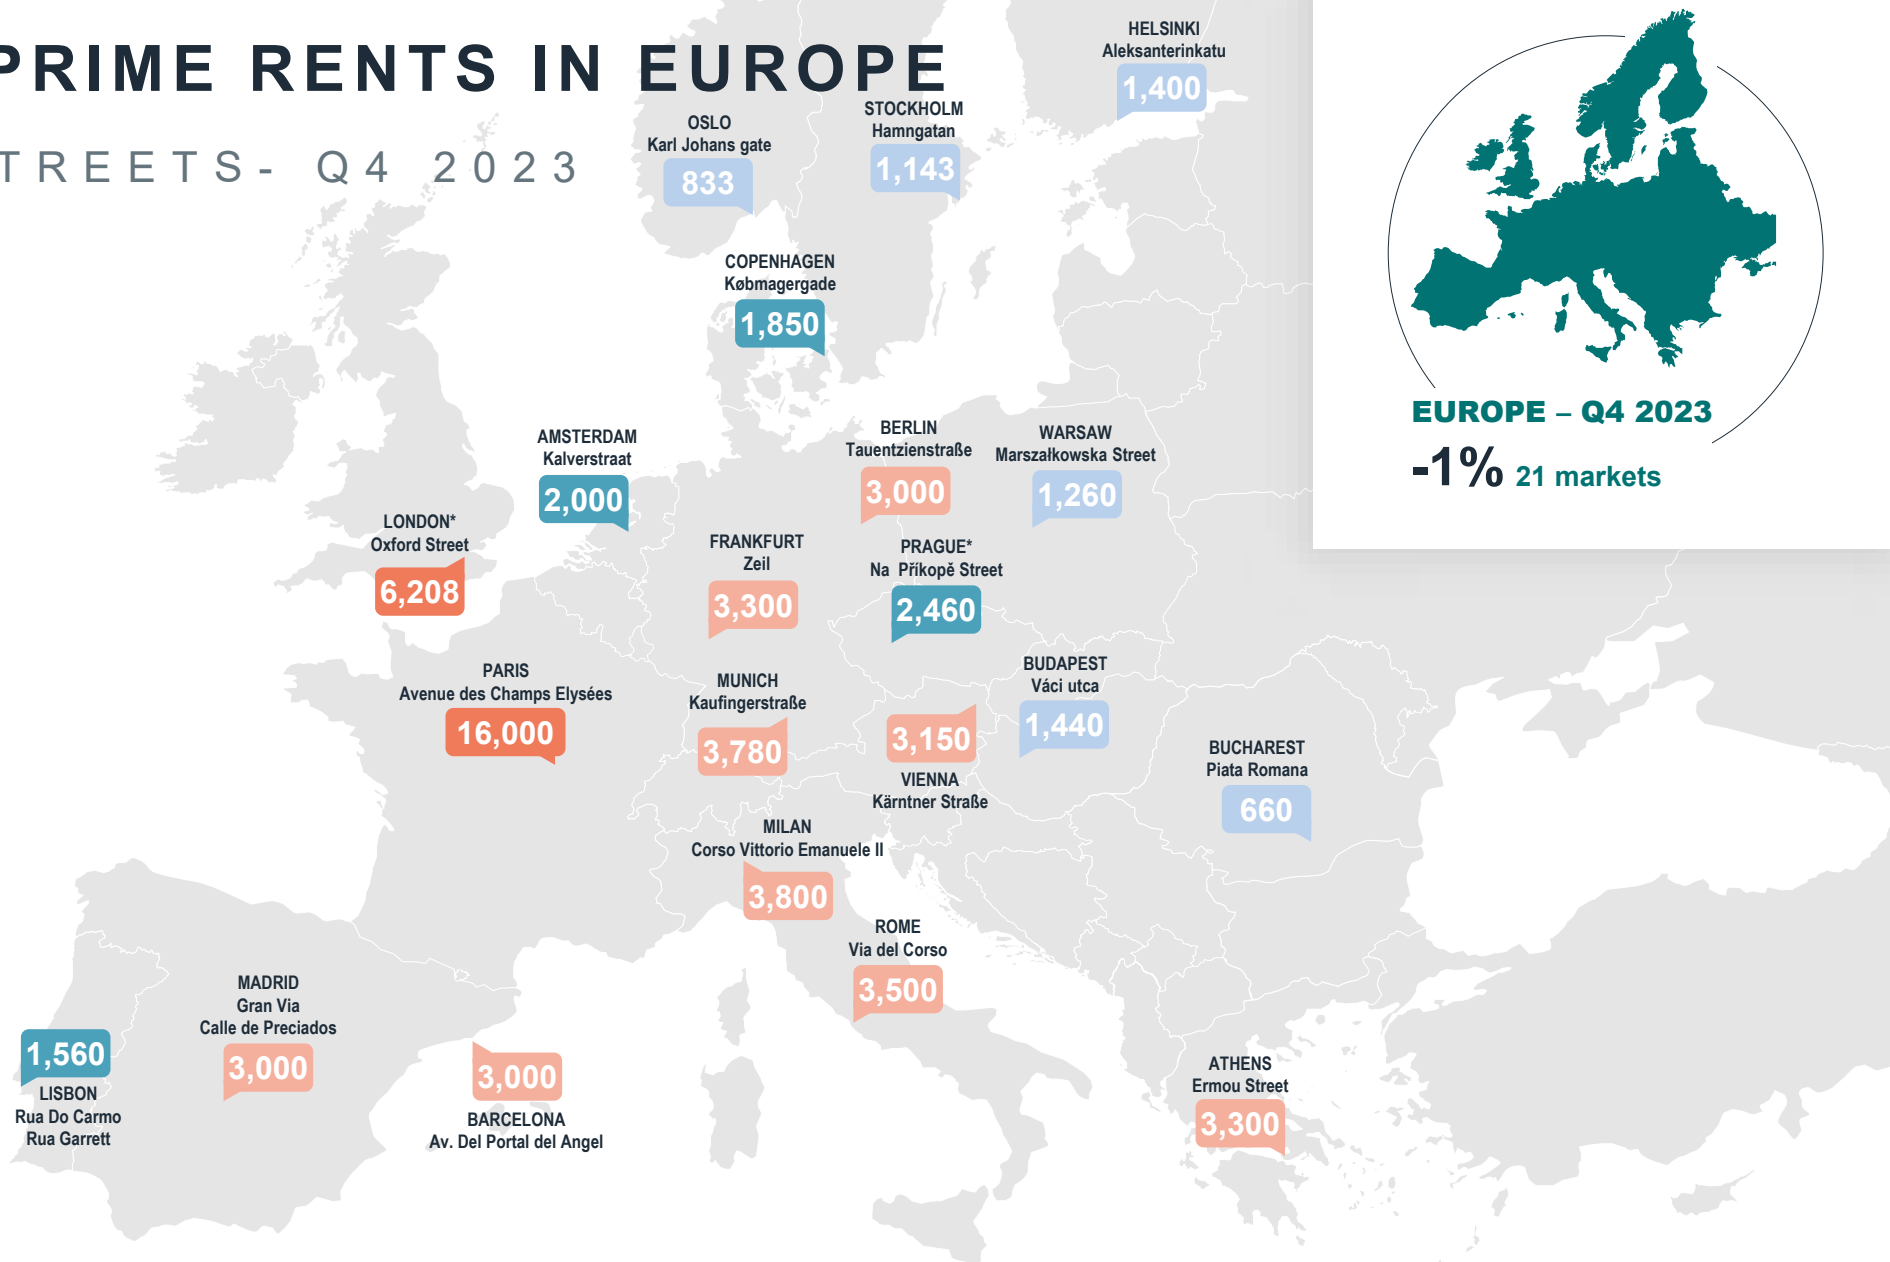 PRIME RENTS IN EUROPE
TREETS- Q4 2023
HELSINKI
Aleksanterinkatu
1,400
STOCKHOLM
Hamngatan
1,143
OSLO
Karl Johans gate
833
COPENHAGEN
Købmagergade
1,850
EUROPE – Q4 2023
-1% 21 markets
AMSTERDAM
Kalverstraat
2,000
BERLIN
Tauentzienstraße
3,000
WARSAW
Marszałkowska Street
1,260
LONDON*
Oxford Street
6,208
FRANKFURT
Zeil
3,300
PRAGUE*
Na Příkopě Street
2,460
PARIS
Avenue des Champs Elysées
16,000
MUNICH
Kaufingerstraße
3,780
3,150
VIENNA
Kärntner Straße
BUDAPEST
Váci utca
1,440
BUCHAREST
Piata Romana
660
MILAN
Corso Vittorio Emanuele II
3,800
ROME
Via del Corso
3,500
MADRID
Gran Via
Calle de Preciados
3,000
1,560
LISBON
Rua Do Carmo
Rua Garrett
3,000
BARCELONA
Av. Del Portal del Angel
ATHENS
Ermou Street
3,300